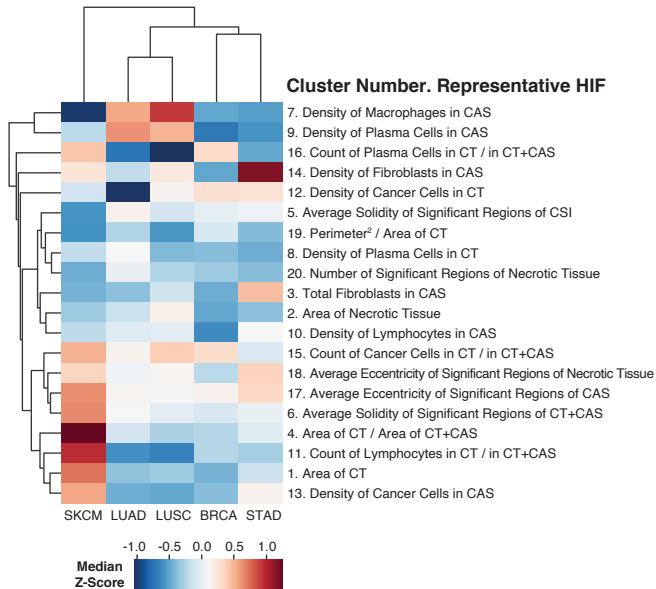 Cluster Number. Representative HIF
7. Density of Macrophages in CAS
9. Density of Plasma Cells in CAS
16. Count of Plasma Cells in CT / in CT+CAS
14. Density of Fibroblasts in CAS
12. Density of Cancer Cells in CT
5. Average Solidity of Significant Regions of CSI
19. Perimeter² / Area of CT
8. Density of Plasma Cells in CT
20. Number of Significant Regions of Necrotic Tissue
3. Total Fibroblasts in CAS
2. Area of Necrotic Tissue
10. Density of Lymphocytes in CAS
15. Count of Cancer Cells in CT / in CT+CAS
18. Average Eccentricity of Significant Regions of Necrotic Tissue
17. Average Eccentricity of Significant Regions of CAS
6. Average Solidity of Significant Regions of CT+CAS
4. Area of CT / Area of CT+CAS
11. Count of Lymphocytes in CT / in CT+CAS
1. Area of CT
13. Density of Cancer Cells in CAS
SKCM LUAD LUSC BRCA STAD
-1.0 -0.5 0.0 0.5 1.0
Median
Z-Score